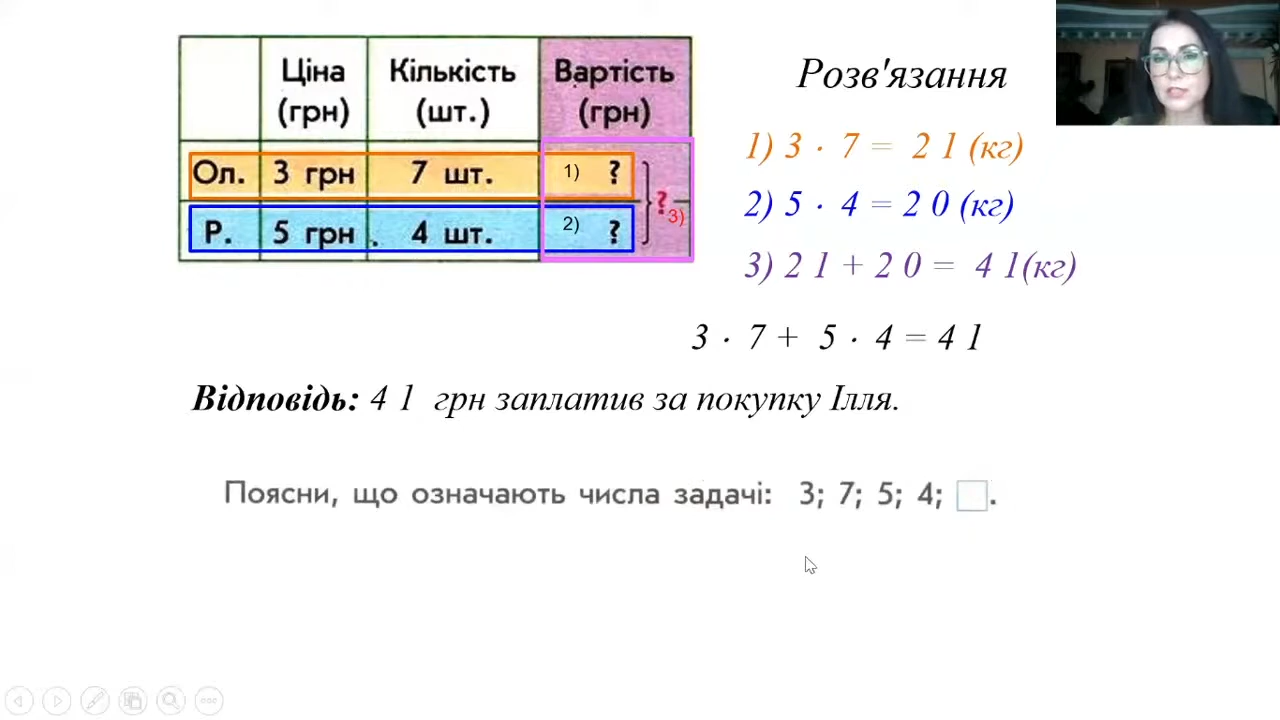 Ціна Кількість Вартість
(грн) (шт.) (грн)
Ол. 3 грн 7 шт. 1) ?
Р. 5 грн . 4 шт. 2) ?
? 3)
Розв'язання
1) 3 · 7 = 2 1 (кг)
2) 5 · 4 = 2 0 (кг)
3) 2 1 + 2 0 = 4 1(кг)
3 · 7 + 5 · 4 = 4 1
Відповідь: 4 1 грн заплатив за покупку Ілля.
Поясни, що означають числа задачі: 3; 7; 5; 4; □.